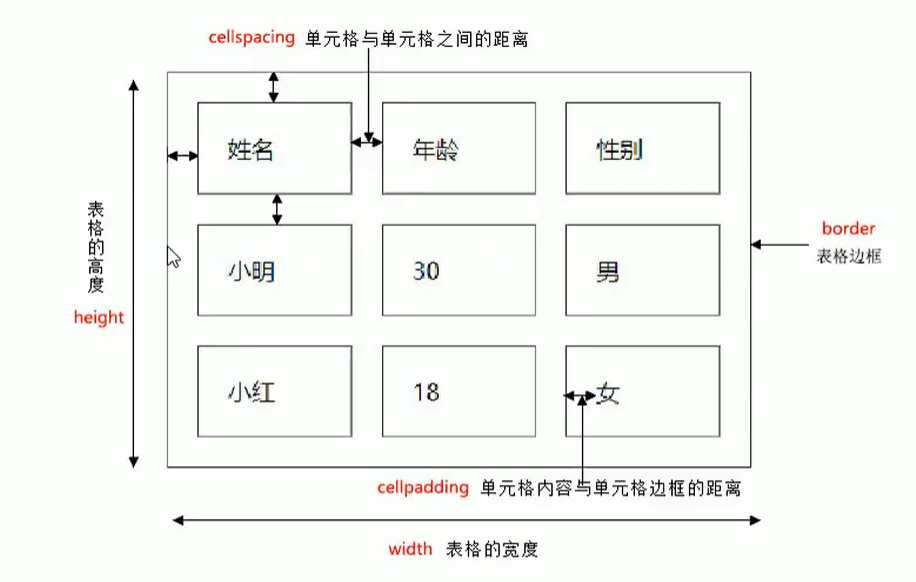 cellspacing 单元格与单元格之间的距离
姓名 年龄 性别
表格的高度
height
小明 30 男
border
表格边框
小红 18 女
cellpadding 单元格内容与单元格边框的距离
width 表格的宽度